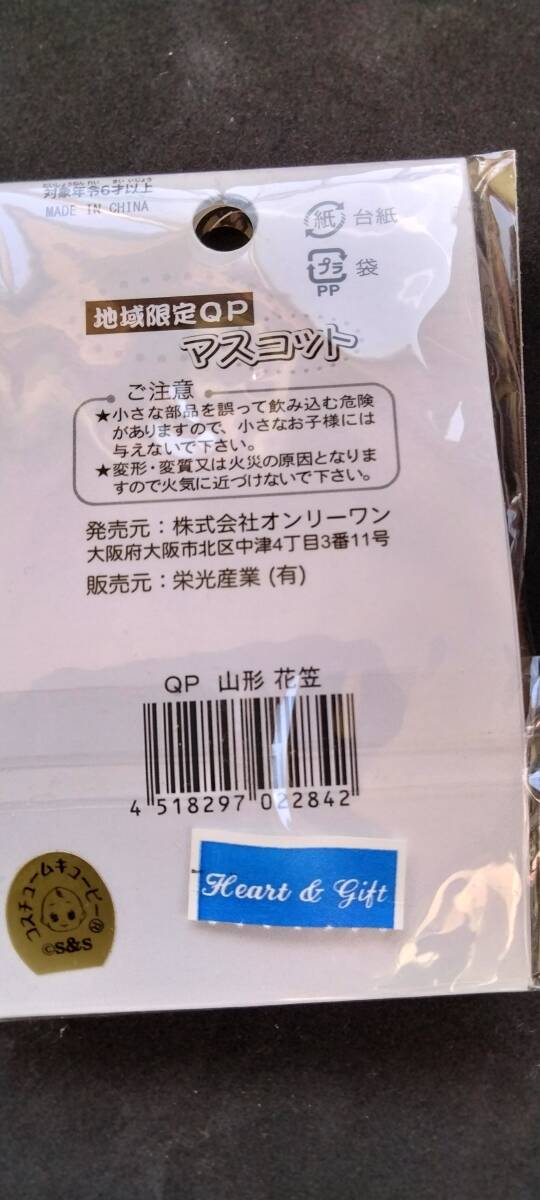 対象年令6才以上
MADE IN CHINA
紙 台紙
プラ 袋
PP
地域限定QP
マスコット
ご注意
★小さな部品を誤って飲み込む危険
がありますので、小さなお子様には
与えないで下さい。
★変形・変質又は火災の原因となりま
すので火気に近づけないで下さい。
発売元：株式会社オンリーワン
大阪府大阪市北区中津4丁目3番11号
販売元：栄光産業(有)
QP 山形 花笠
4 518297 022842
Heart & Gift
コスチュームキューピー®
©S&S